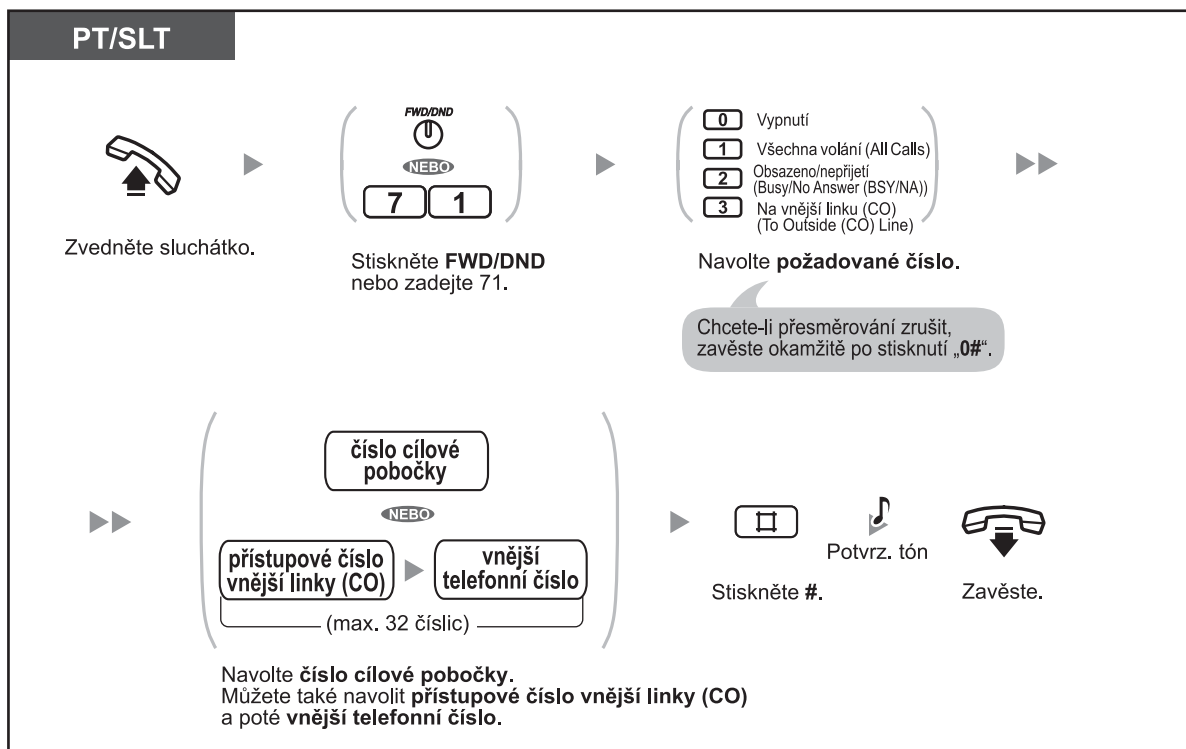 PT/SLT
FWD/DND
NEBO
7 1
0 Vypnutí
1 Všechna volání (All Calls)
2 Obsazeno/nepřijetí
(Busy/No Answer (BSY/NA))
3 Na vnější linku (CO)
(To Outside (CO) Line)
Zvedněte sluchátko.
Stiskněte FWD/DND
nebo zadejte 71.
Navolte požadované číslo.
Chcete-li přesměrování zrušit,
zavěste okamžitě po stisknutí „0#“.
číslo cílové
pobočky
NEBO
přístupové číslo
vnější linky (CO)
vnější
telefonní číslo
(max. 32 číslic)
Navolte číslo cílové pobočky.
Můžete také navolit přístupové číslo vnější linky (CO)
a poté vnější telefonní číslo.
#
Stiskněte #.
Potvrz. tón
Zavěste.